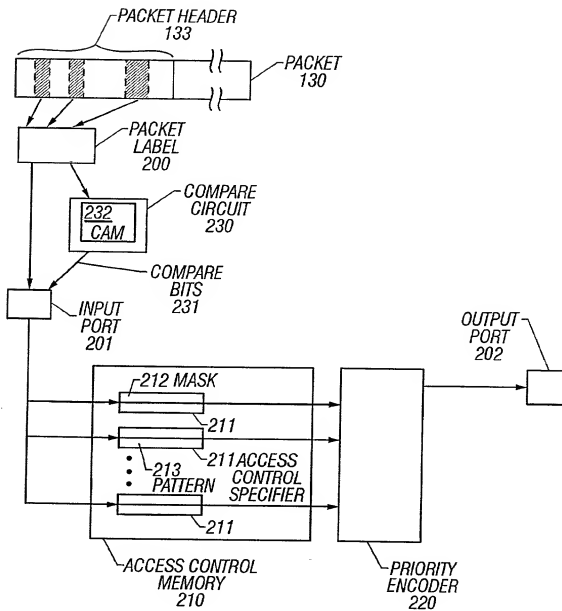 PACKET HEADER
133
PACKET
130
PACKET
LABEL
200
232
CAM
COMPARE
CIRCUIT
230
COMPARE
BITS
231
INPUT
PORT
201
OUTPUT
PORT
202
212 MASK
211
211 ACCESS
CONTROL
SPECIFIER
213
PATTERN
211
ACCESS CONTROL
MEMORY
210
PRIORITY
ENCODER
220